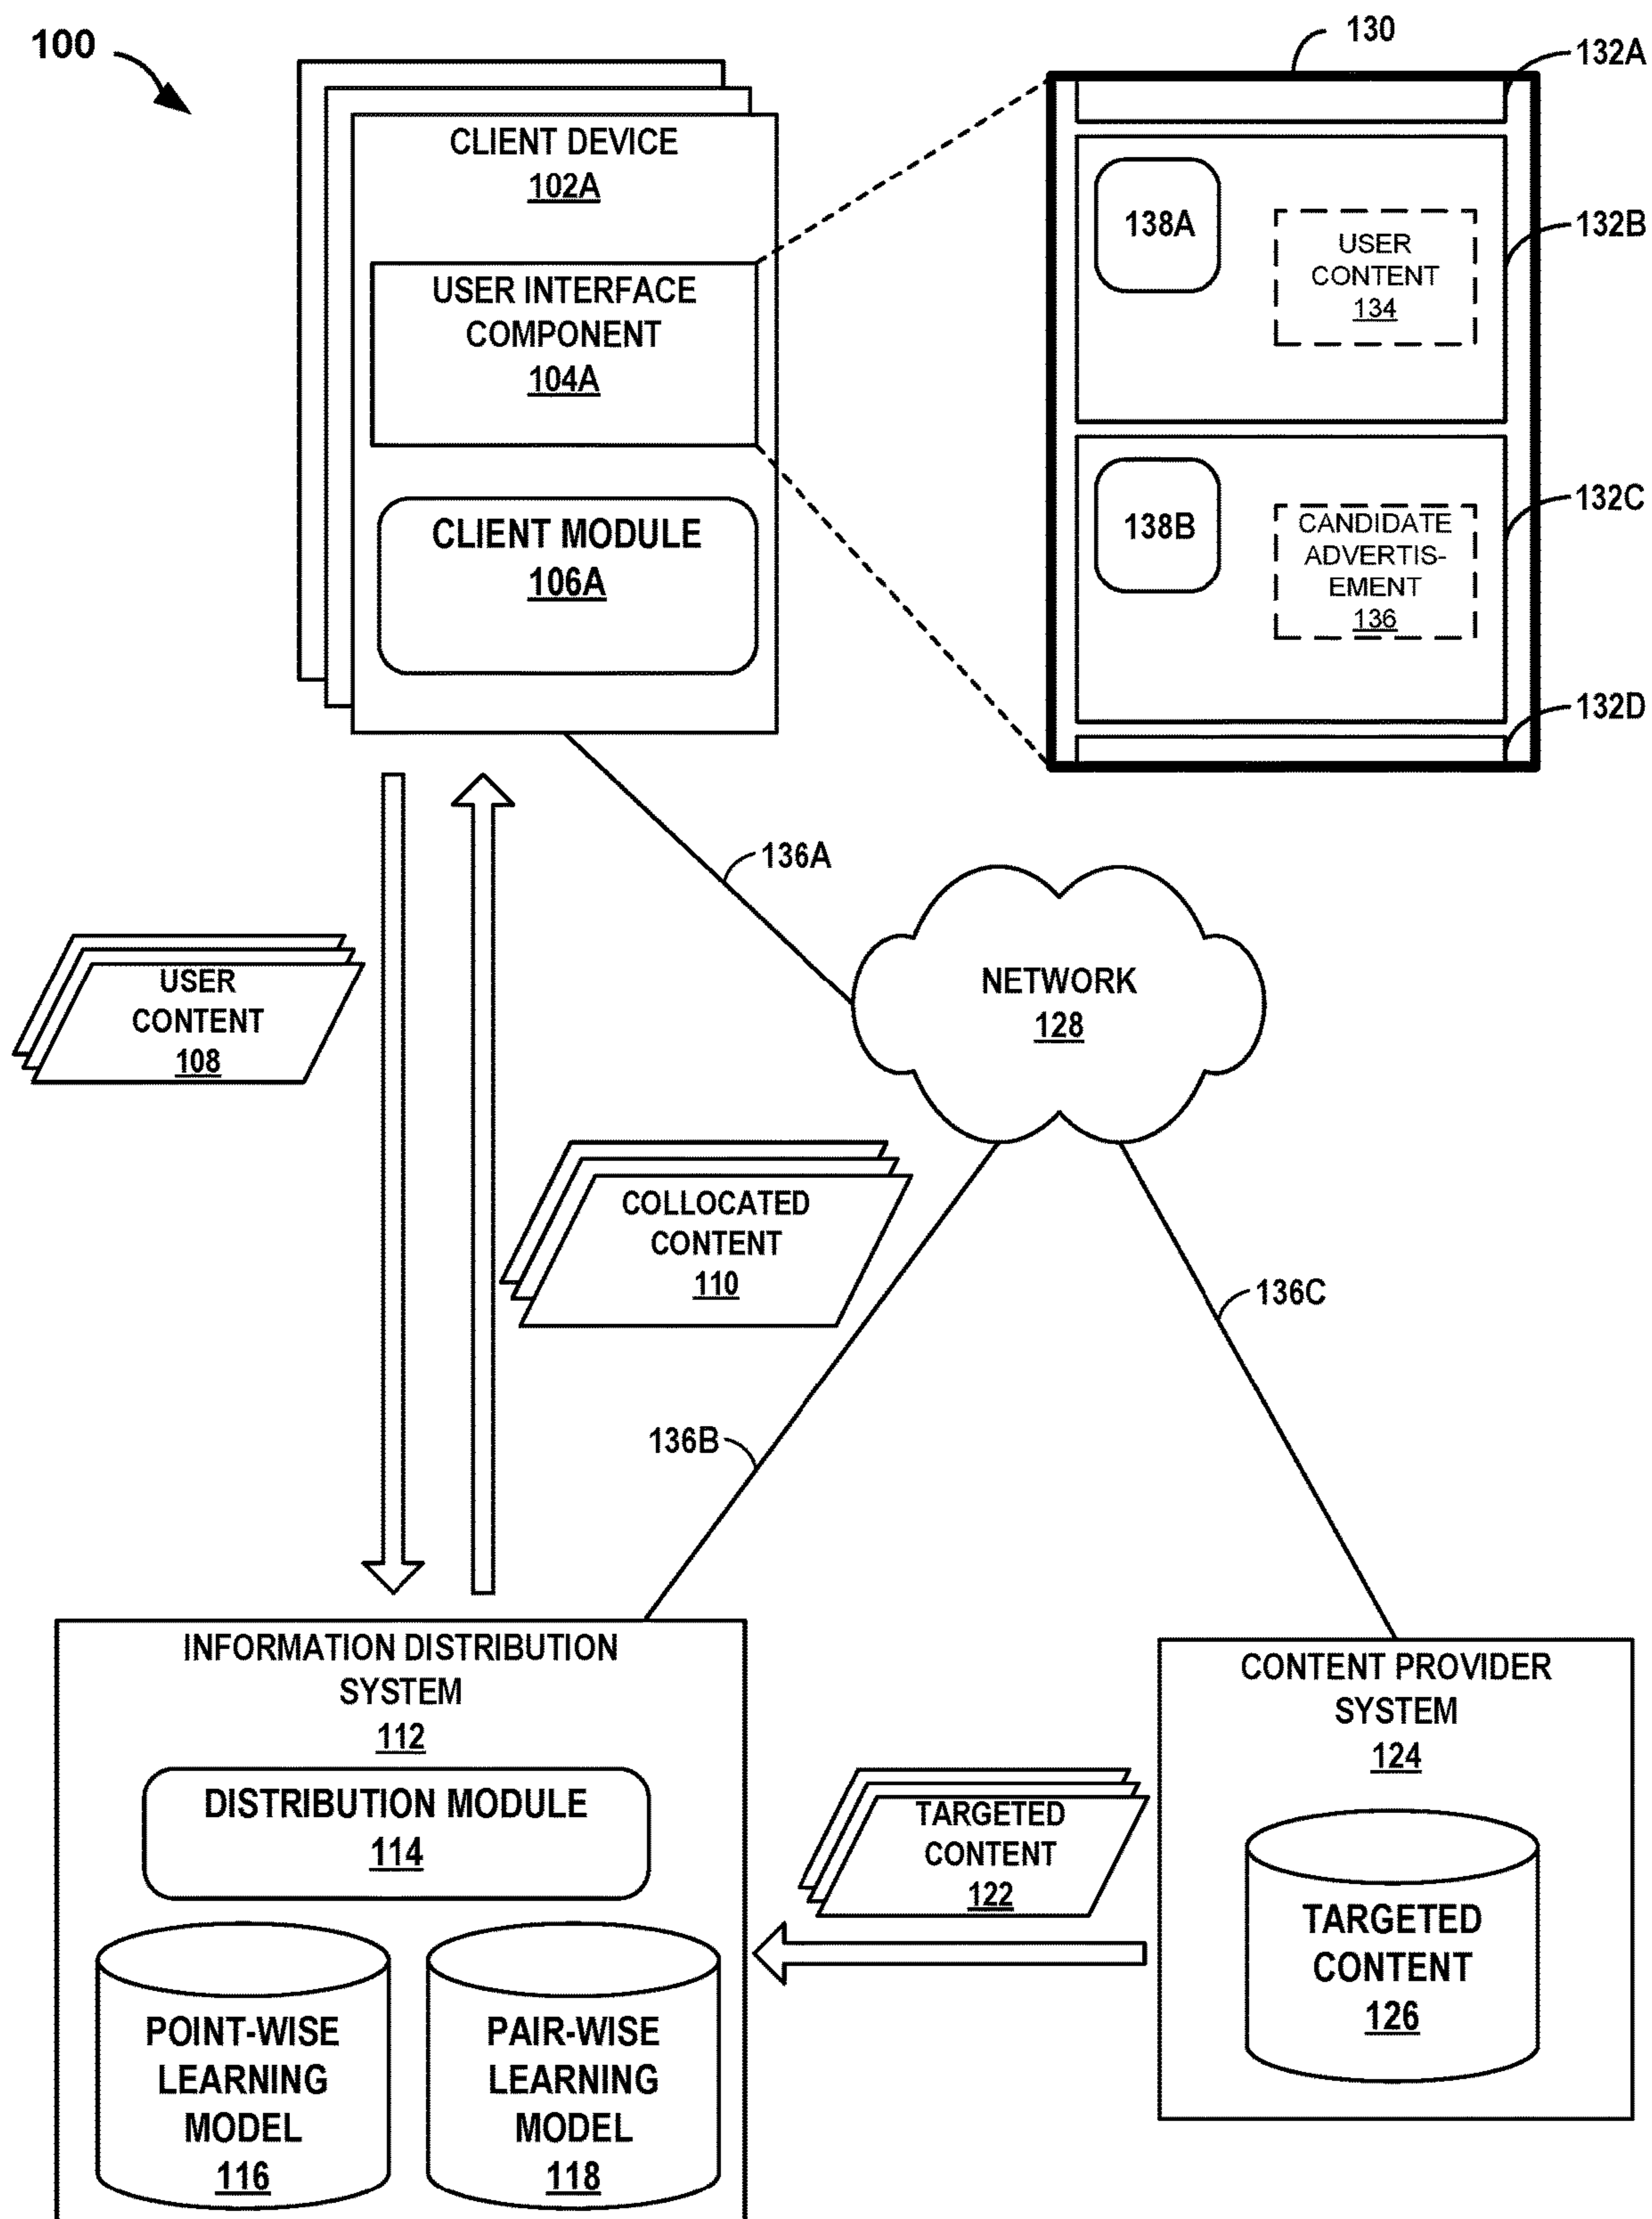 100
CLIENT DEVICE
102A
USER INTERFACE
COMPONENT
104A
CLIENT MODULE
106A
130
132A
138A
USER
CONTENT
134
132B
138B
CANDIDATE
ADVERTIS-
EMENT
136
132C
132D
136A
USER
CONTENT
108
NETWORK
128
COLLOCATED
CONTENT
110
136C
136B
INFORMATION DISTRIBUTION
SYSTEM
112
DISTRIBUTION MODULE
114
POINT-WISE
LEARNING
MODEL
116
PAIR-WISE
LEARNING
MODEL
118
TARGETED
CONTENT
122
CONTENT PROVIDER
SYSTEM
124
TARGETED
CONTENT
126